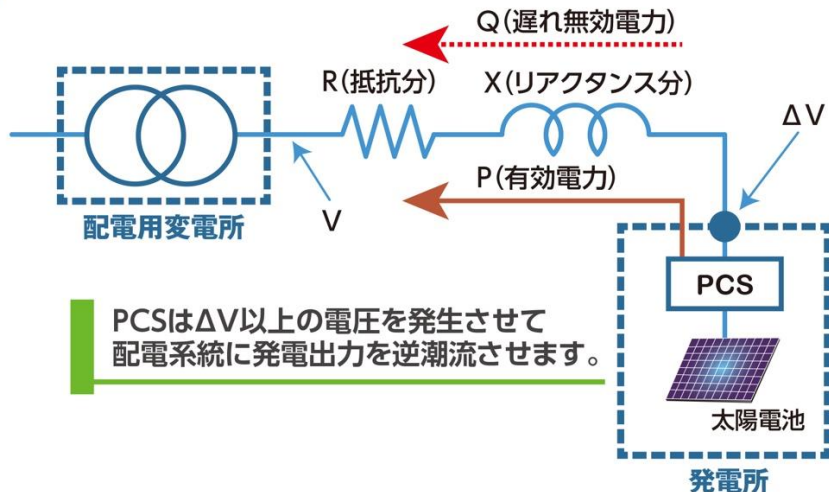 Q(遅れ無効電力)
R(抵抗分)
X(リアクタンス分)
ΔV
P(有効電力)
V
配電用変電所
PCS
PCSはΔV以上の電圧を発生させて
配電系統に発電出力を逆潮流させます。
太陽電池
発電所